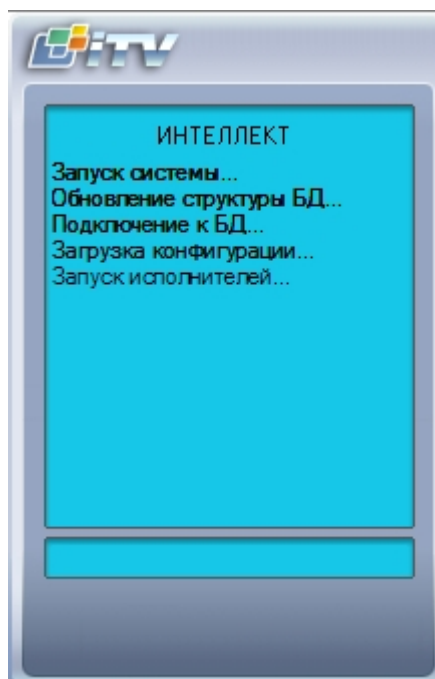 iTV
ИНТЕЛЛЕКТ
Запуск системы...
Обновление структуры БД...
Подключение к БД...
Загрузка конфигурации...
Запуск исполнителей...